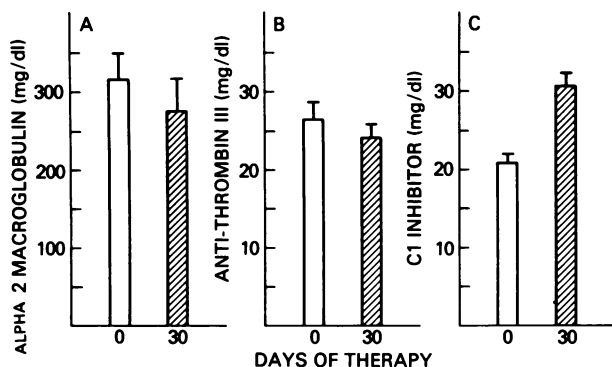 A
ALPHA 2 MACROGLOBULIN (mg/dl)
300
200
100
0
30
B
ANTI-THROMBIN III (mg/dl)
30
20
10
0
30
C
C1 INHIBITOR (mg/dl)
30
20
10
0
30
DAYS OF THERAPY